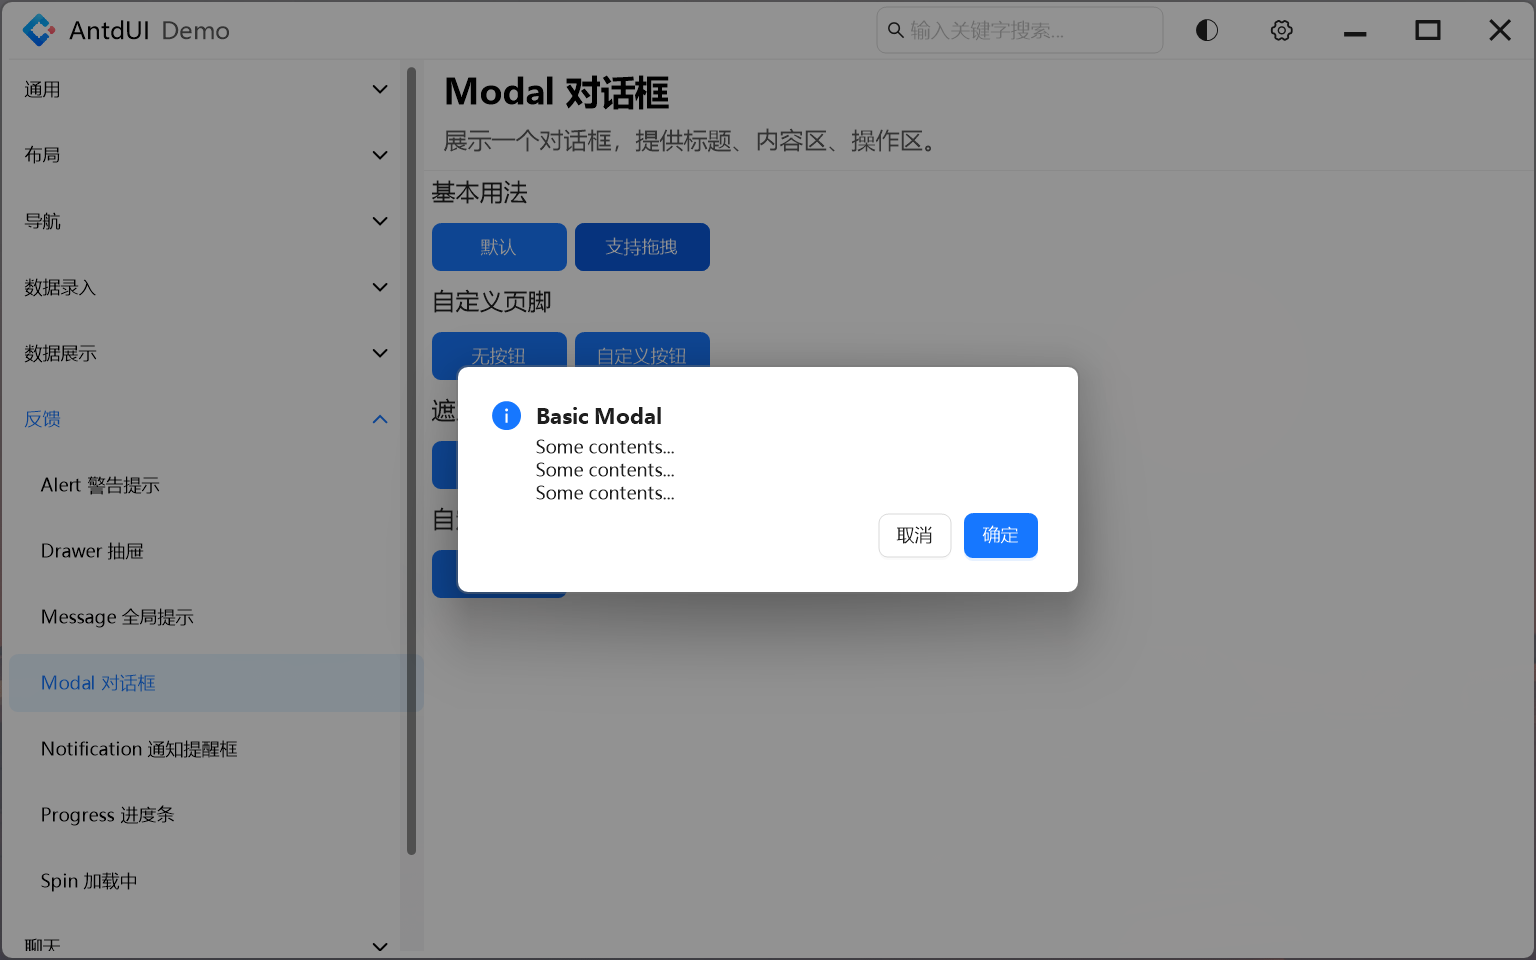 AntdUI Demo
输入关键字搜索...
通用
布局
导航
数据录入
数据展示
反馈
Alert 警告提示
Drawer 抽屉
Message 全局提示
Modal 对话框
Notification 通知提醒框
Progress 进度条
Spin 加载中
聊天
Modal 对话框
展示一个对话框，提供标题、内容区、操作区。
基本用法
默认 支持拖拽
自定义页脚
无按钮 自定义按钮
遮
自
Basic Modal
Some contents...
Some contents...
Some contents...
取消 确定